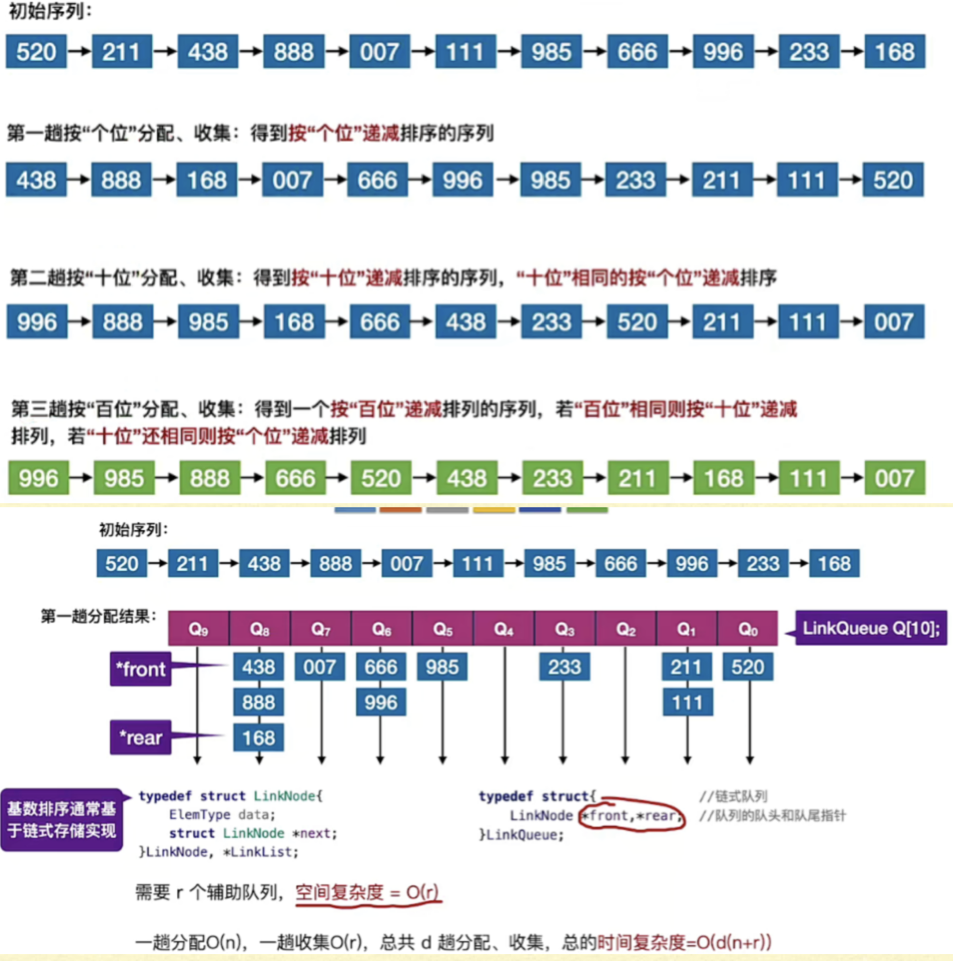 初始序列：
520 211 438 888 007 111 985 666 996 233 168
第一趟按“个位”分配、收集：得到按“个位”递减排序的序列
438 888 168 007 666 996 985 233 211 111 520
第二趟按“十位”分配、收集：得到按“十位”递减排序的序列，“十位”相同的按“个位”递减排序
996 888 985 168 666 438 233 520 211 111 007
第三趟按“百位”分配、收集：得到一个按“百位”递减排列的序列，若“百位”相同则按“十位”递减
排列，若“十位”还相同则按“个位”递减排列
996 985 888 666 520 438 233 211 168 111 007
初始序列：
520 211 438 888 007 111 985 666 996 233 168
第一趟分配结果： Q9 Q8 Q7 Q6 Q5 Q4 Q3 Q2 Q1 Q0 LinkQueue Q[10];
*front 438 007 666 985 233 211 520
888 996 111
*rear 168
基数排序通常基
于链式存储实现
typedef struct LinkNode{
ElemType data;
struct LinkNode *next;
}LinkNode, *LinkList;
typedef struct{ //链式队列
LinkNode *front,*rear; //队列的队头和队尾指针
}LinkQueue;
需要 r 个辅助队列，空间复杂度 = O(r)
一趟分配O(n)，一趟收集O(r)，总共 d 趟分配、收集，总的时间复杂度=O(d(n+r))